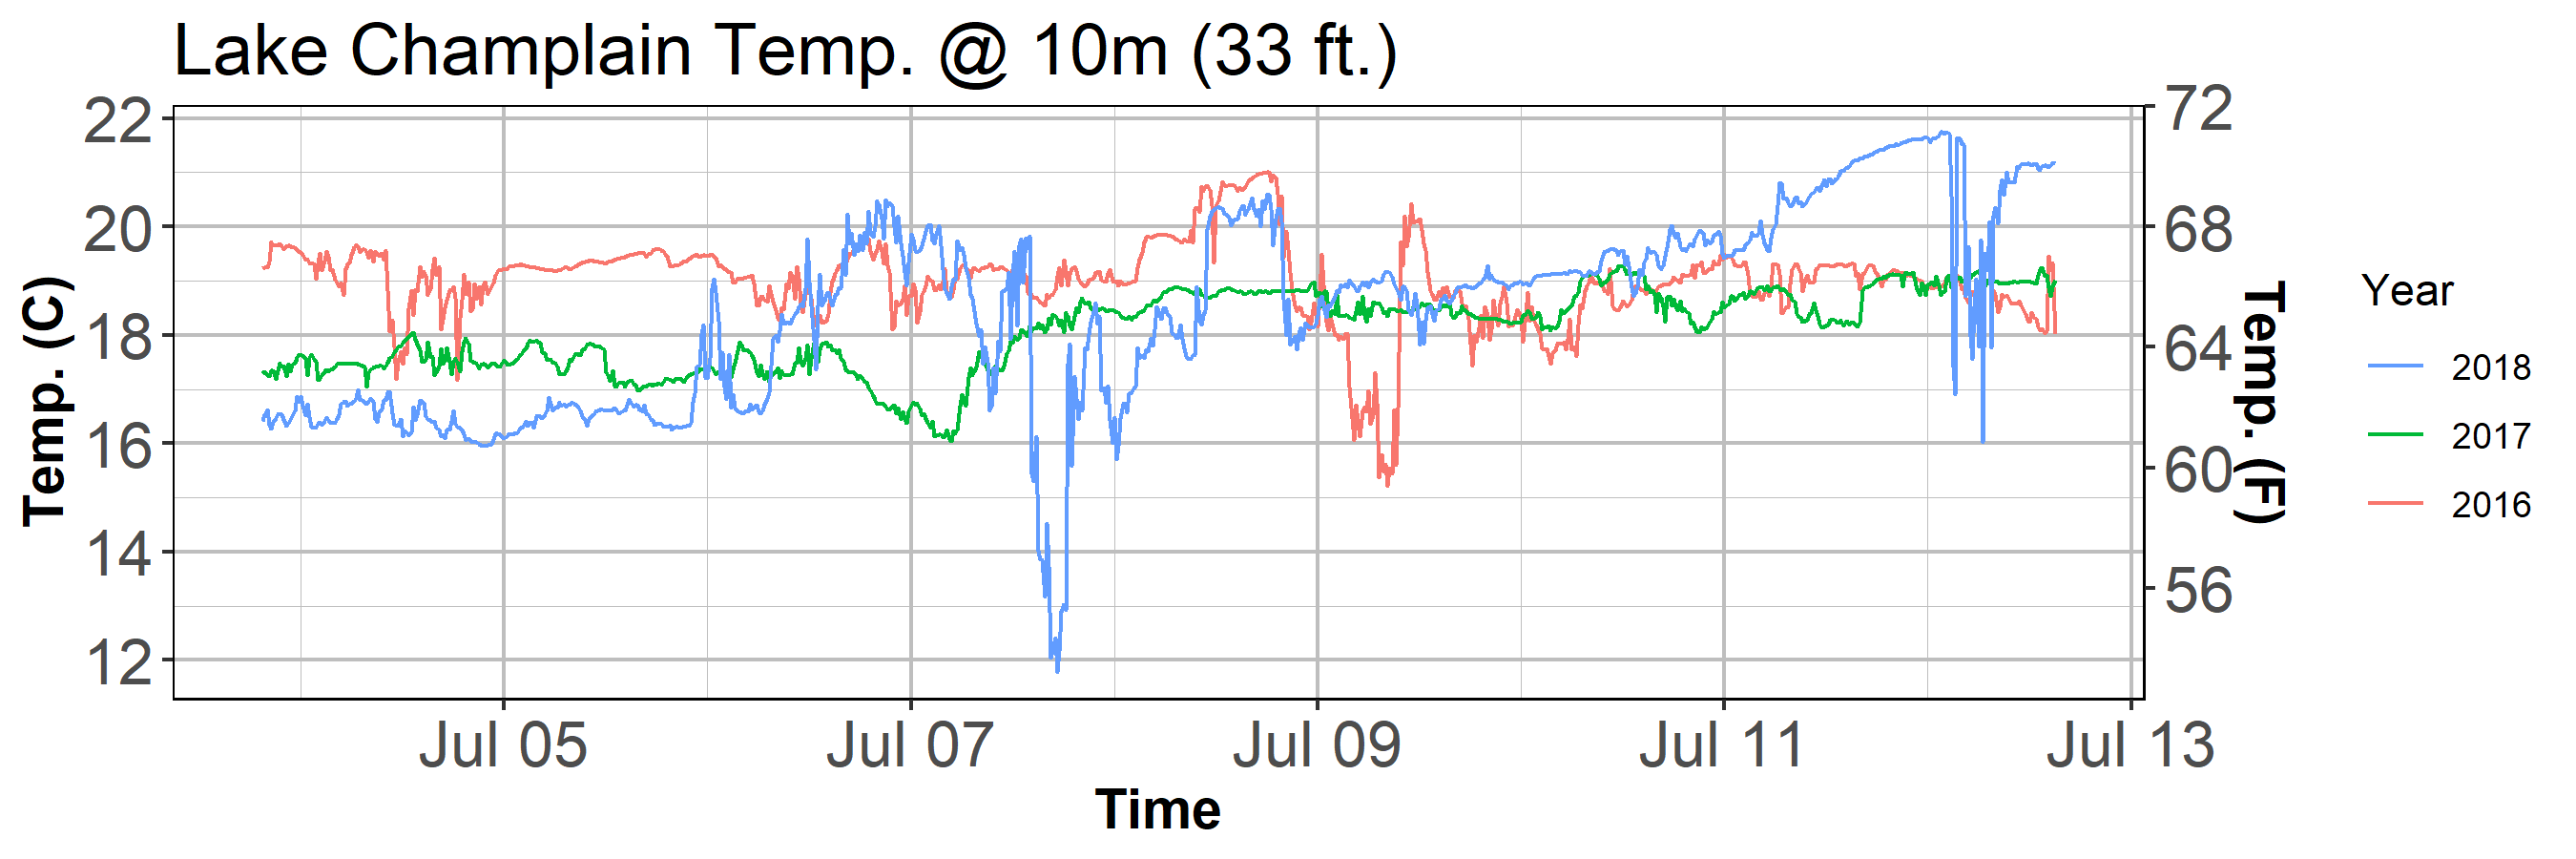 Lake Champlain Temp. @ 10m (33 ft.)
Temp. (C)
22
20
18
16
14
12
72
68
64
60
56
Temp. (F)
Jul 05
Jul 07
Jul 09
Jul 11
Jul 13
Time
Year
2018
2017
2016